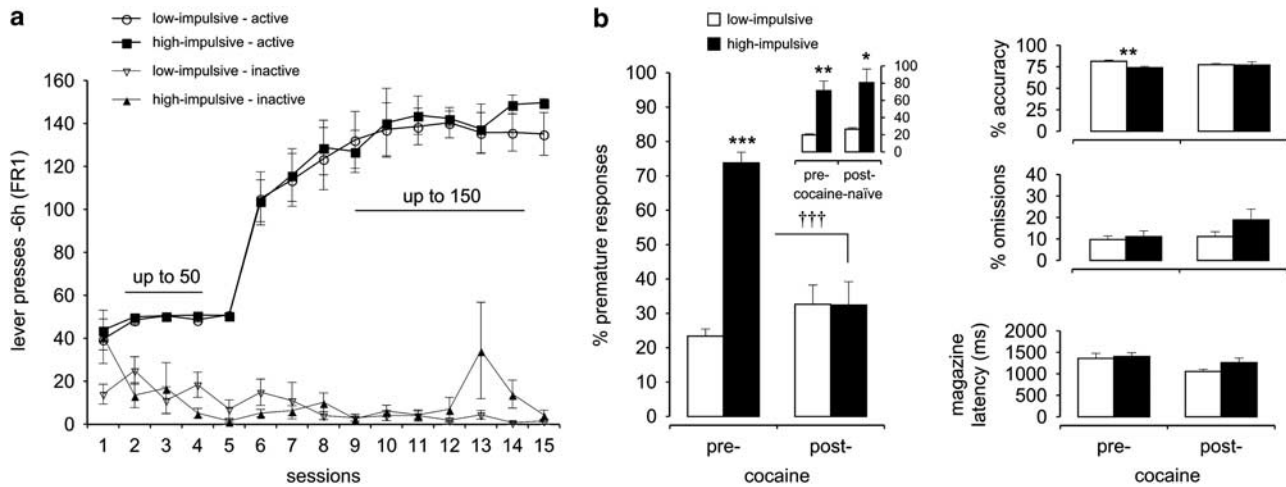 a
low-impulsive - active
high-impulsive - active
low-impulsive - inactive
high-impulsive - inactive
lever presses -6h (FR1)
160
140
120
100
80
60
40
20
0
up to 50
up to 150
1 2 3 4 5 6 7 8 9 10 11 12 13 14 15
sessions
b
low-impulsive
high-impulsive
% premature responses
100
90
80
70
60
50
40
30
20
10
0
***
†††
pre- post-
cocaine
** *
100
80
60
40
20
0
pre- post-
cocaine-naïve
% accuracy
100
75
50
25
0
**
% omissions
40
30
20
10
0
magazine
latency (ms)
2000
1500
1000
500
0
pre- post-
cocaine